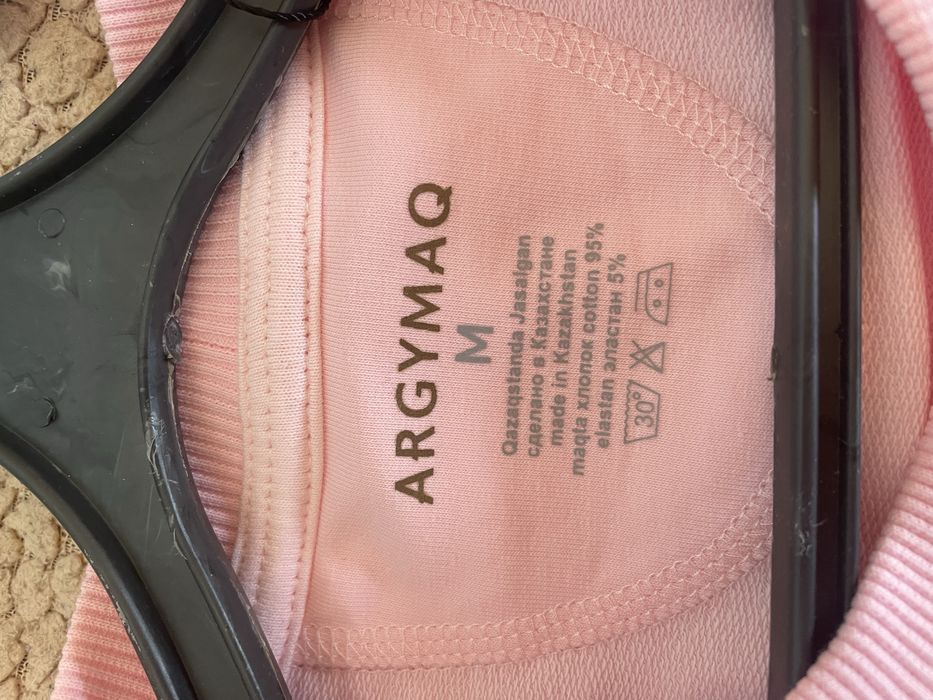 ARGYMAQ
M
Qazaqstanda Jasalgan
сделано в Казахстане
made in Kazakhstan
maqta хлопок cotton 95%
elastan эластан 5%
30°